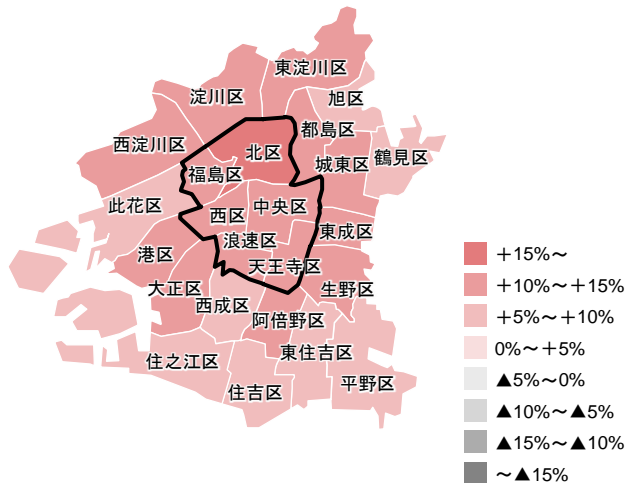 東淀川区
淀川区
旭区
都島区
西淀川区
北区
城東区
鶴見区
福島区
此花区
西区
中央区
東成区
浪速区
港区
天王寺区
大正区
生野区
西成区
阿倍野区
東住吉区
住之江区
平野区
住吉区
+15%~
+10%~+15%
+5%~+10%
0%~+5%
▲5%~0%
▲10%~▲5%
▲15%~▲10%
~▲15%